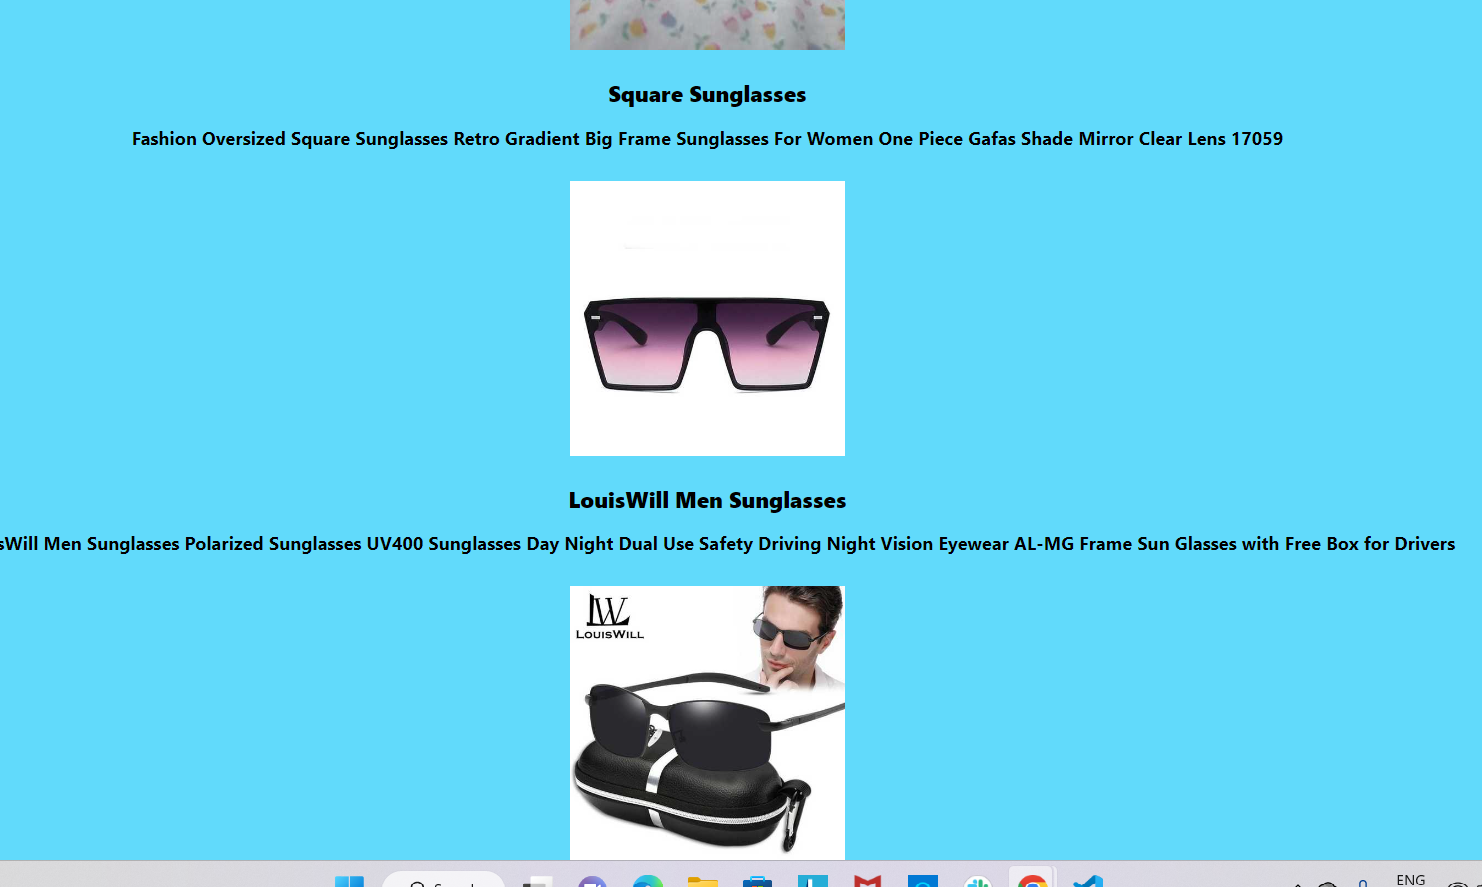 Square Sunglasses
Fashion Oversized Square Sunglasses Retro Gradient Big Frame Sunglasses For Women One Piece Gafas Shade Mirror Clear Lens 17059
LouisWill Men Sunglasses
sWill Men Sunglasses Polarized Sunglasses UV400 Sunglasses Day Night Dual Use Safety Driving Night Vision Eyewear AL-MG Frame Sun Glasses with Free Box for Drivers
LW
LOUISWILL
ENG